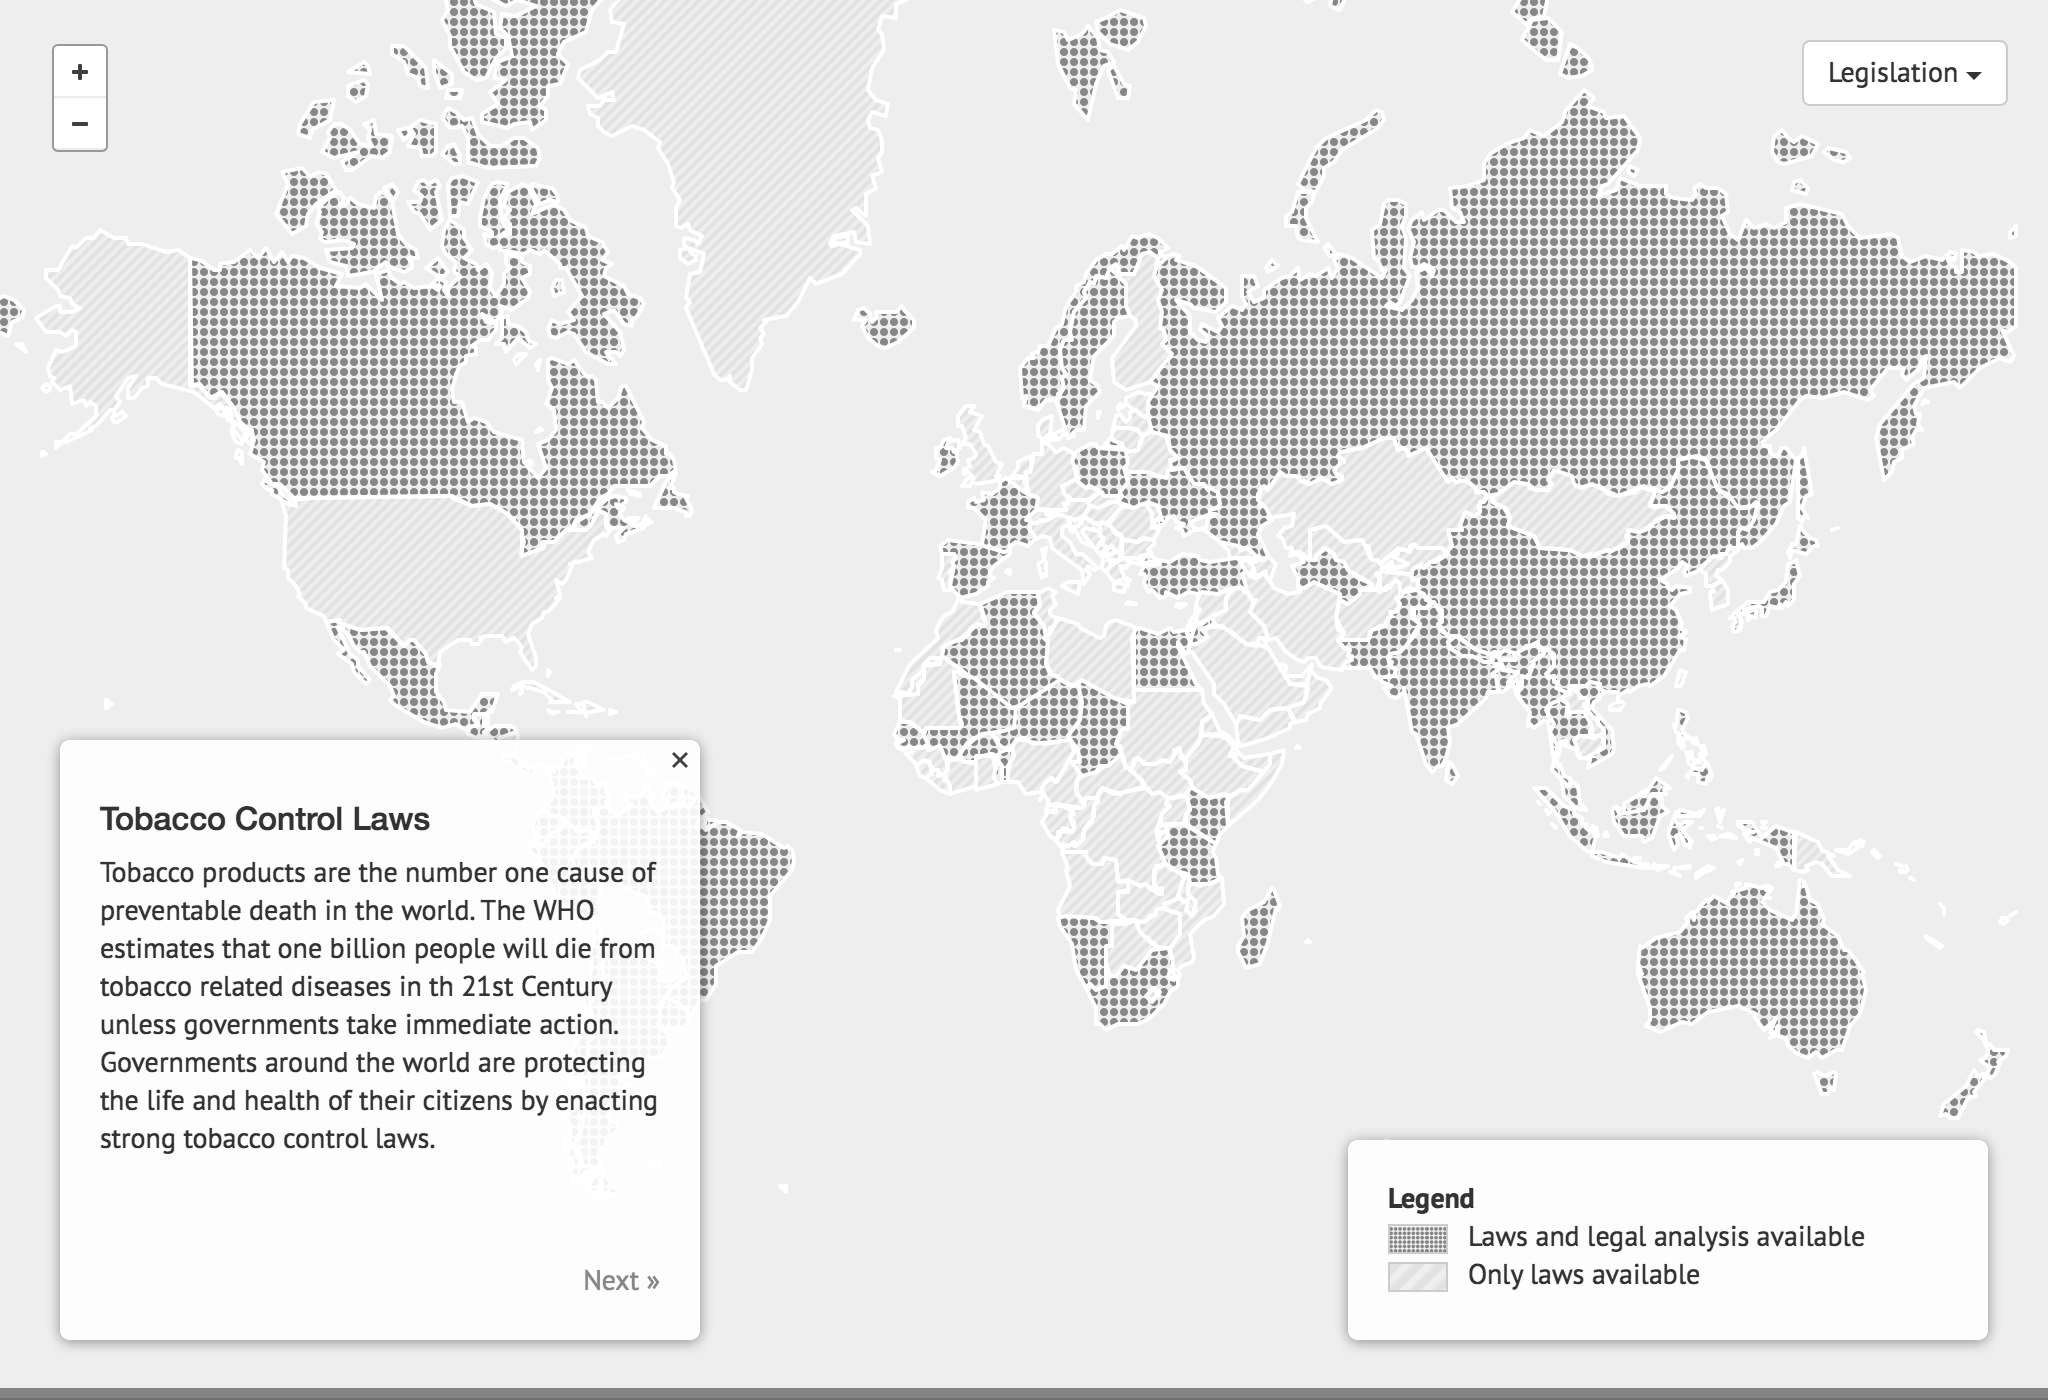 +
−
Legislation
×
Tobacco Control Laws
Tobacco products are the number one cause of
preventable death in the world. The WHO
estimates that one billion people will die from
tobacco related diseases in th 21st Century
unless governments take immediate action.
Governments around the world are protecting
the life and health of their citizens by enacting
strong tobacco control laws.
Next »
Legend
Laws and legal analysis available
Only laws available